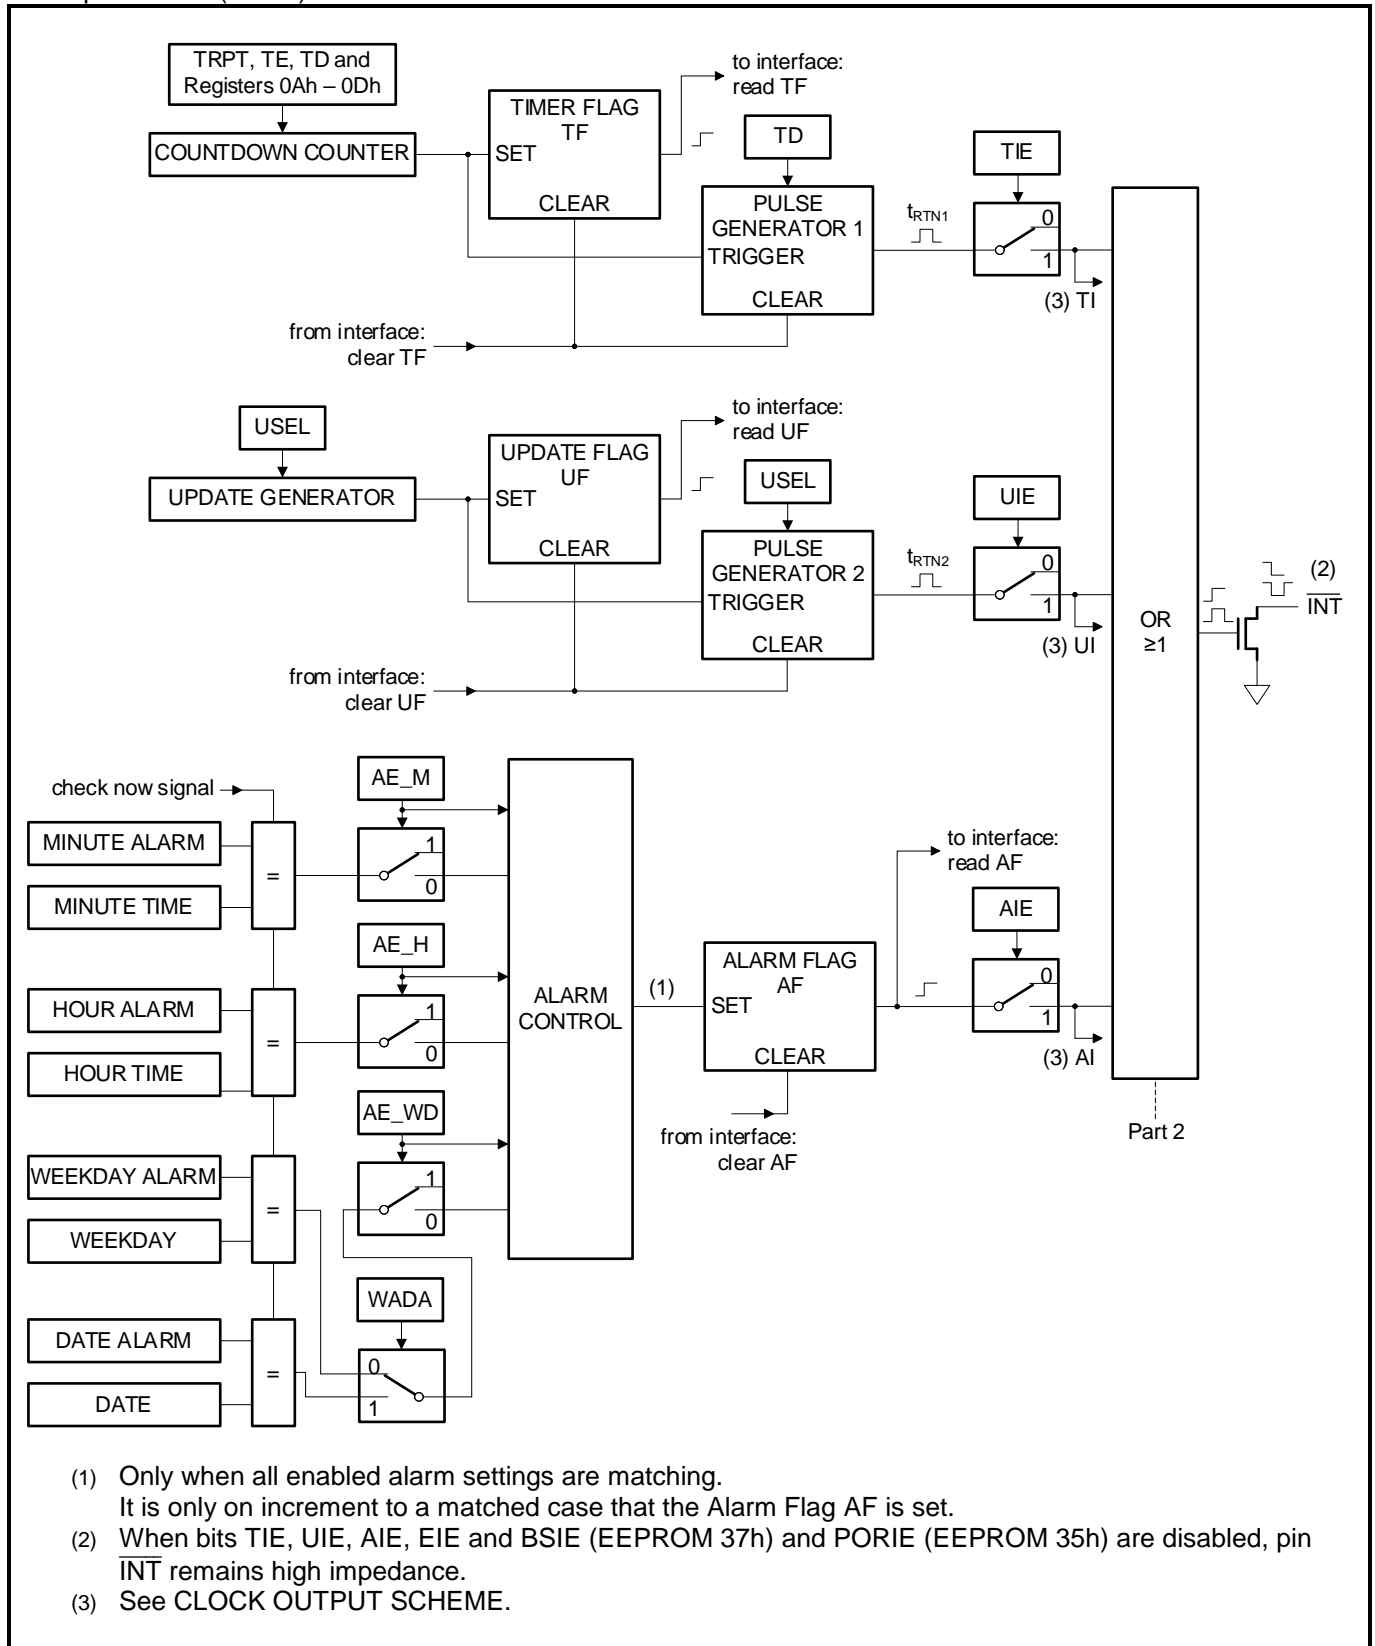 TRPT, TE, TD and
Registers 0Ah – 0Dh
COUNTDOWN COUNTER
TIMER FLAG
TF
SET
CLEAR
to interface:
read TF
TD
PULSE
GENERATOR 1
TRIGGER
CLEAR
tRTN1
TIE
0
1
(3) TI
from interface:
clear TF
USEL
UPDATE GENERATOR
UPDATE FLAG
UF
SET
CLEAR
to interface:
read UF
USEL
PULSE
GENERATOR 2
TRIGGER
CLEAR
tRTN2
UIE
0
1
(3) UI
from interface:
clear UF
OR
≥1
(2)
INT
check now signal
MINUTE ALARM
MINUTE TIME
=
AE_M
1
0
HOUR ALARM
HOUR TIME
=
AE_H
1
0
WEEKDAY ALARM
WEEKDAY
=
AE_WD
1
0
DATE ALARM
DATE
=
WADA
0
1
ALARM
CONTROL
(1)
ALARM FLAG
AF
SET
CLEAR
to interface:
read AF
AIE
0
1
(3) AI
from interface:
clear AF
Part 2
(1) Only when all enabled alarm settings are matching.
It is only on increment to a matched case that the Alarm Flag AF is set.
(2) When bits TIE, UIE, AIE, EIE and BSIE (EEPROM 37h) and PORIE (EEPROM 35h) are disabled, pin
INT remains high impedance.
(3) See CLOCK OUTPUT SCHEME.